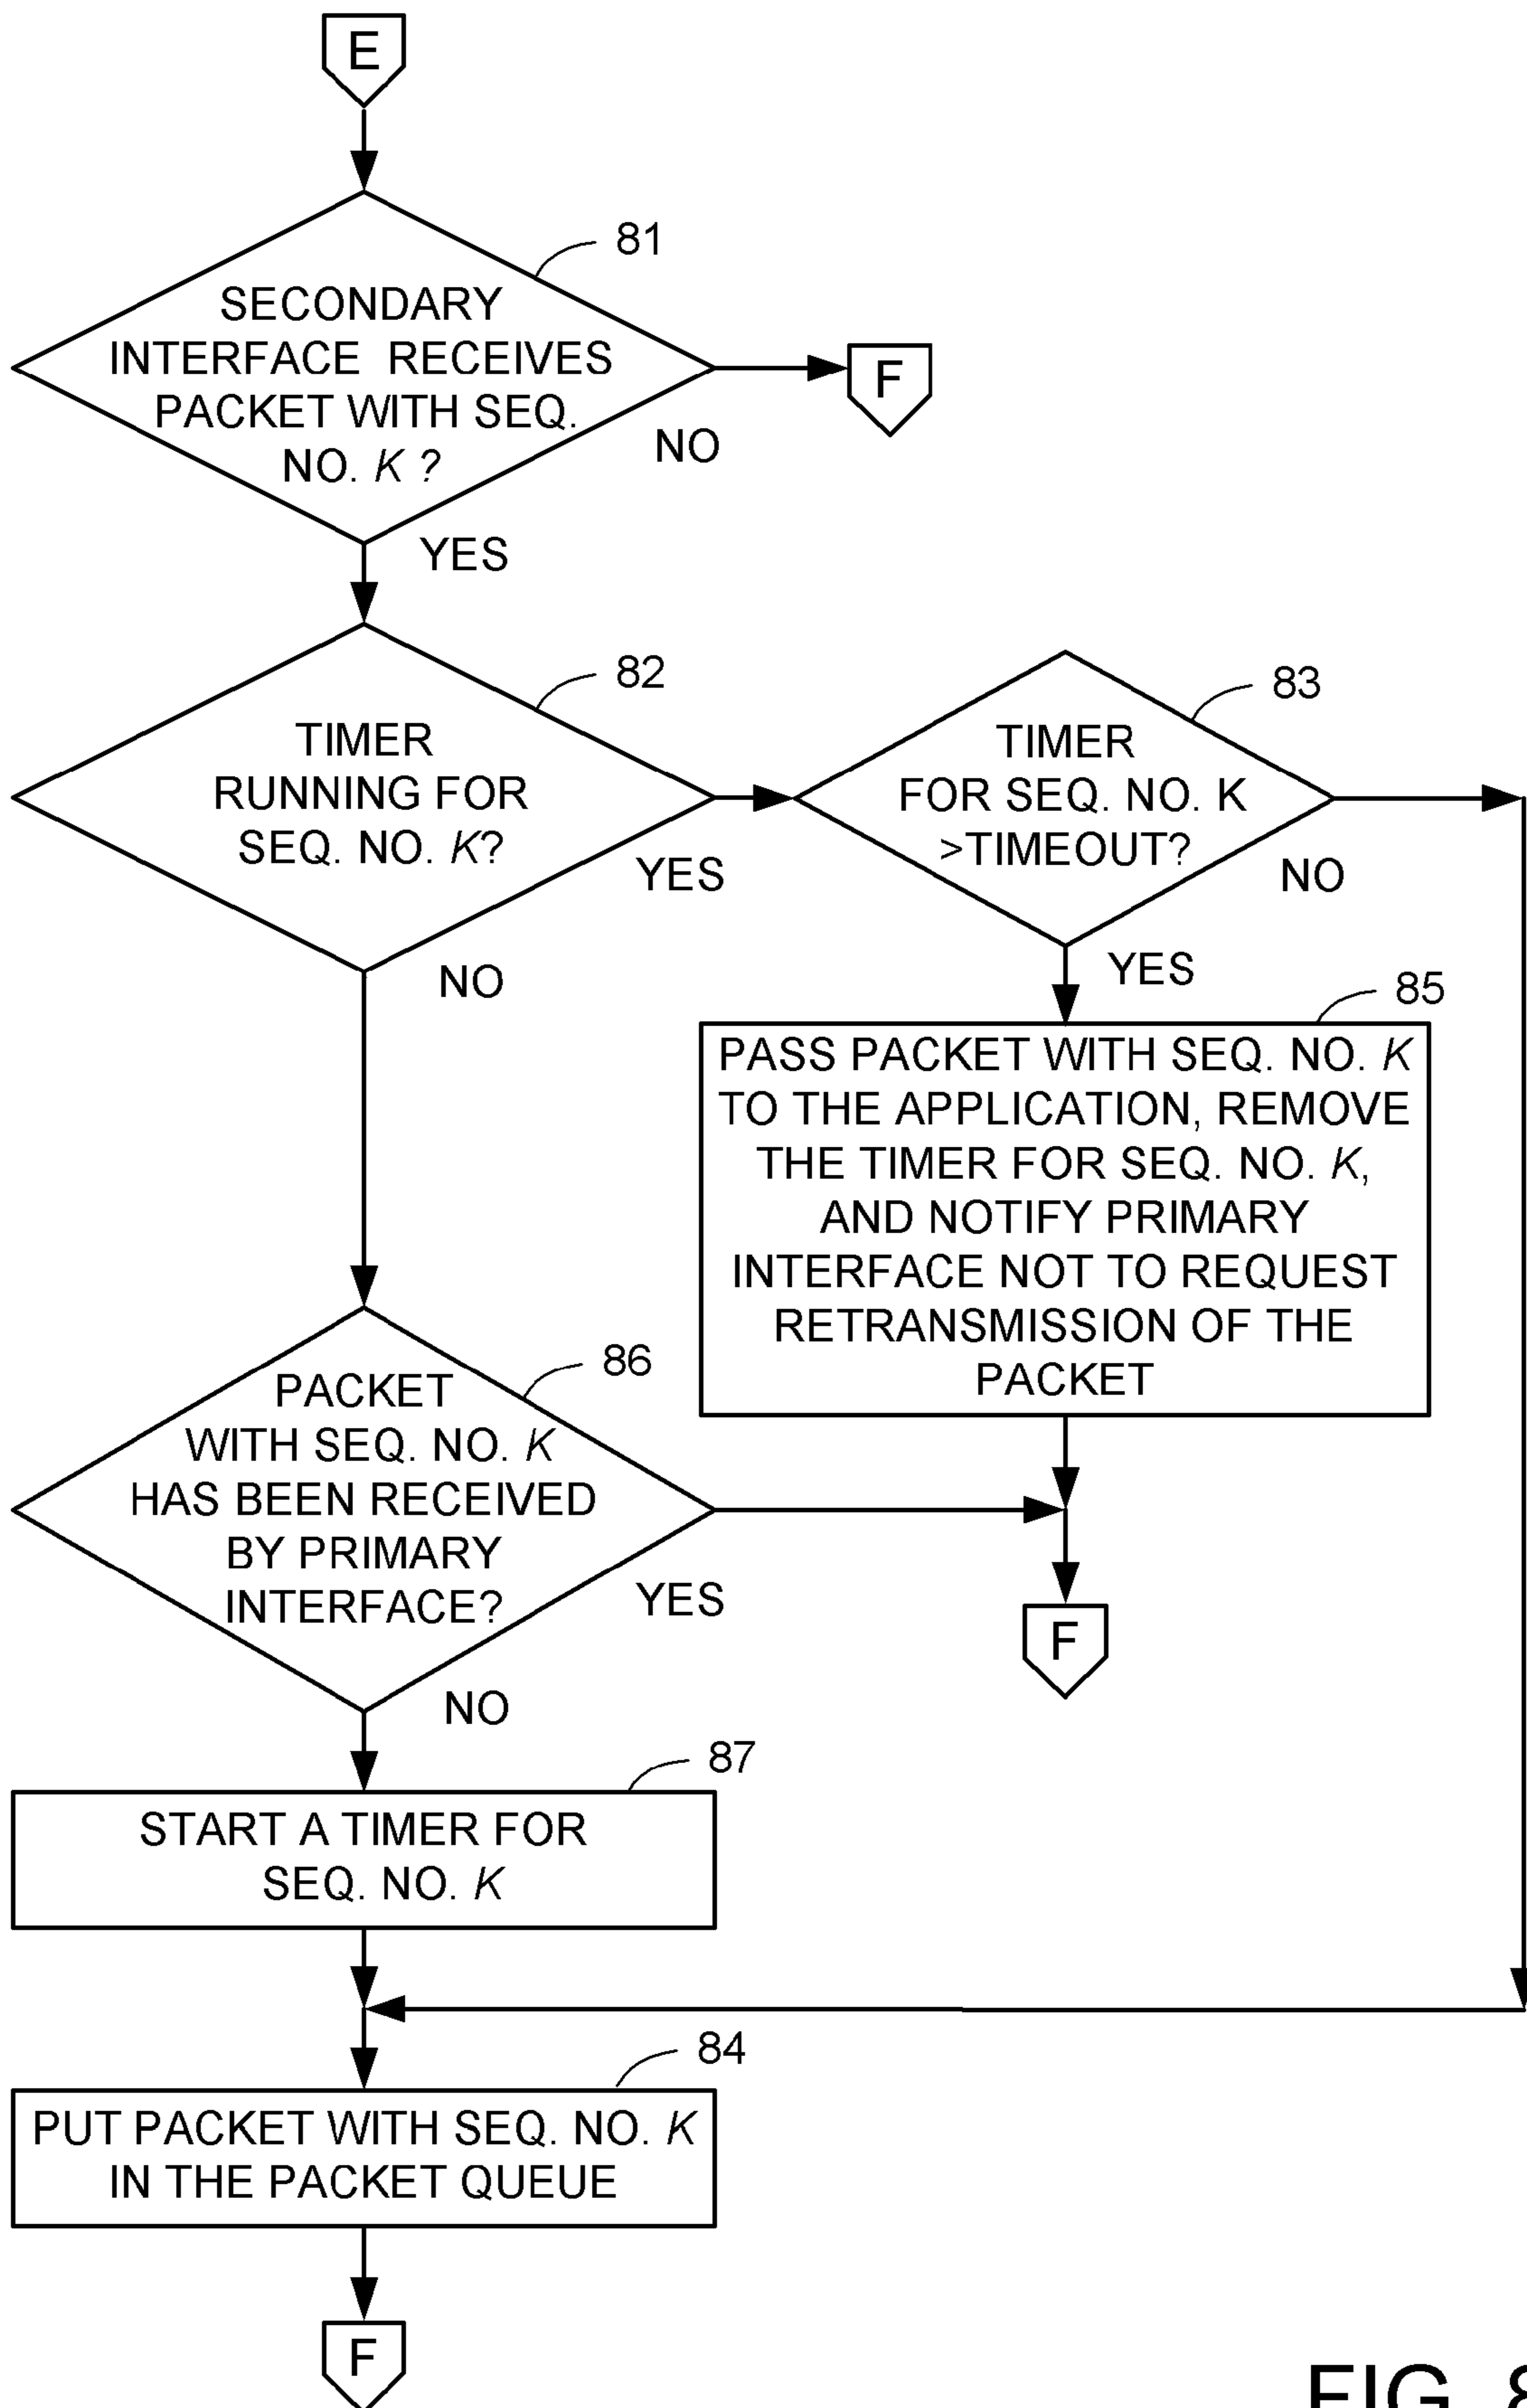 E
81
SECONDARY
INTERFACE RECEIVES
PACKET WITH SEQ.
NO. K ?
F
NO
YES
82
TIMER
RUNNING FOR
SEQ. NO. K?
YES
NO
83
TIMER
FOR SEQ. NO. K
>TIMEOUT?
NO
YES
85
PASS PACKET WITH SEQ. NO. K
TO THE APPLICATION, REMOVE
THE TIMER FOR SEQ. NO. K,
AND NOTIFY PRIMARY
INTERFACE NOT TO REQUEST
RETRANSMISSION OF THE
PACKET
86
PACKET
WITH SEQ. NO. K
HAS BEEN RECEIVED
BY PRIMARY
INTERFACE?
YES
F
NO
87
START A TIMER FOR
SEQ. NO. K
84
PUT PACKET WITH SEQ. NO. K
IN THE PACKET QUEUE
F
FIG. 8